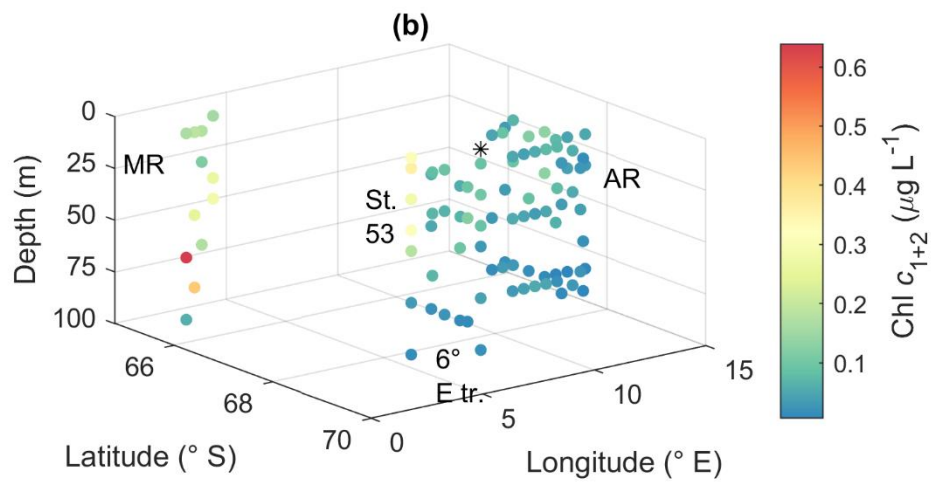 (b)
0
25
50
75
100
Depth (m)
MR
St.
53
*
AR
6°
E tr.
66
68
70
Latitude (° S)
0
5
10
15
Longitude (° E)
0.6
0.5
0.4
0.3
0.2
0.1
Chl c1+2 (μg L-1)